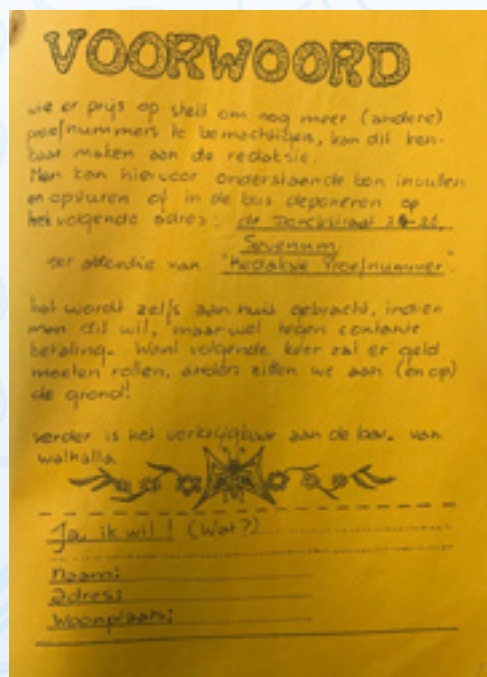 VOORWOORD
wie er prijs op stelt om nog meer (andere)
proefnummers te bemachtigen, kan dit ken-
baar maken aan de redaksie.
Men kan hiervoor onderstaande bon invullen
en opsturen of in de bus deponeren op
het volgende adres: de
Sevenum,
ter attentie van "Redaksie Proefnummer".
het wordt zelfs aan huis gebracht, indien
men dit wil, maar wel tegen contante
betaling. Want volgende keer zal er geld
moeten rollen, anders zitten we aan (en op)
de grond!
verder is het verkrijgbaar aan de bar van
walhalla
Ja, ik wil! (Wat?)
Naam:
Adres:
Woonplaats: